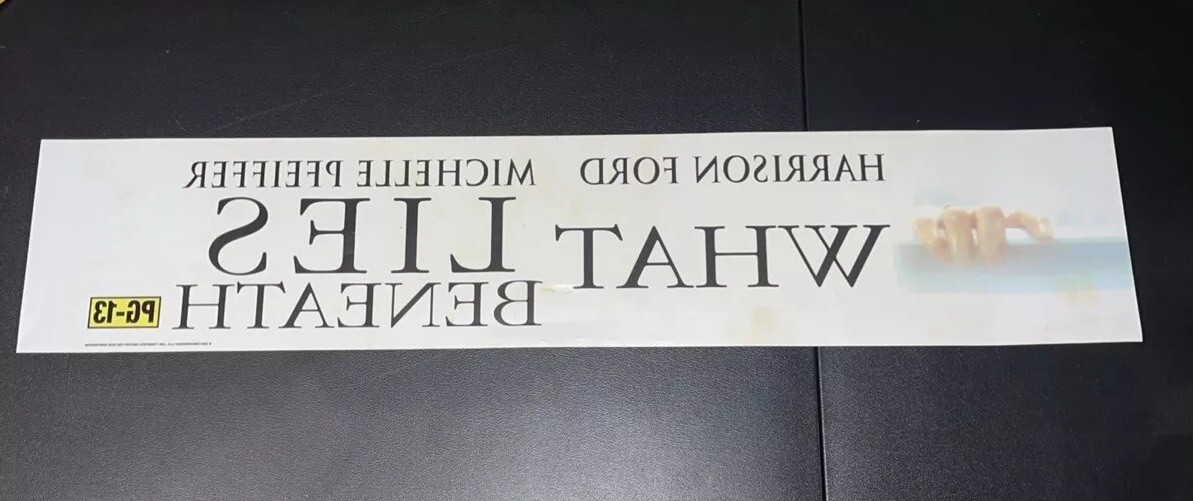 HARRISON FORD MICHELLE PFEIFFER
WHAT LIES
BENEATH
PG-13